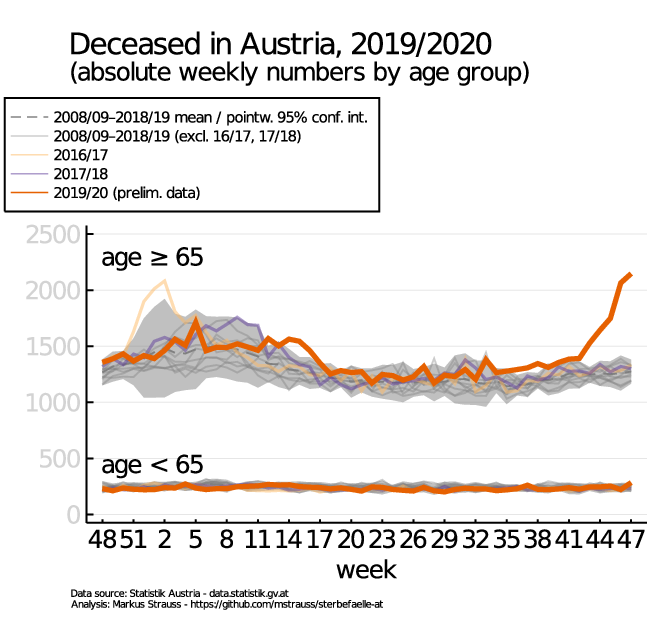 Deceased in Austria, 2019/2020
(absolute weekly numbers by age group)
2008/09–2018/19 mean / pointw. 95% conf. int.
2008/09–2018/19 (excl. 16/17, 17/18)
2016/17
2017/18
2019/20 (prelim. data)
2500
age ≥ 65
2000
1500
1000
500
age < 65
0
48 51 2 5 8 11 14 17 20 23 26 29 32 35 38 41 44 47
week
Data source: Statistik Austria - data.statistik.gv.at
Analysis: Markus Strauss - https://github.com/mstrauss/sterbefaelle-at